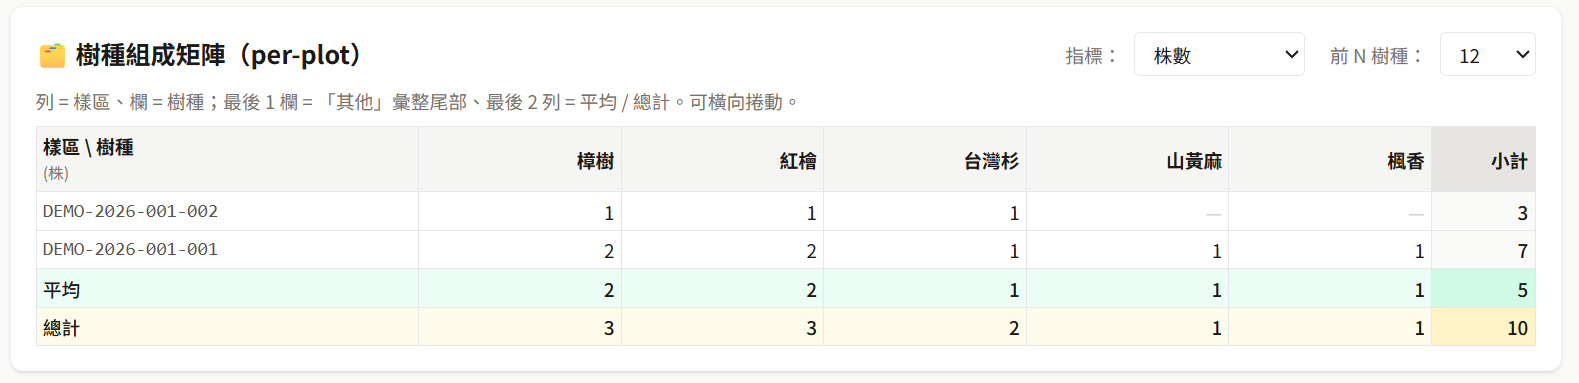 樹種組成矩陣（per-plot） 指標： 株數 前 N 樹種： 12
列 = 樣區、欄 = 樹種；最後 1 欄 = 「其他」彙整尾部、最後 2 列 = 平均 / 總計。可橫向捲動。
樣區 \ 樹種 樟樹 紅檜 台灣杉 山黃麻 楓香 小計
(株)
DEMO-2026-001-002 1 1 1 — — 3
DEMO-2026-001-001 2 2 1 1 1 7
平均 2 2 1 1 1 5
總計 3 3 2 1 1 10